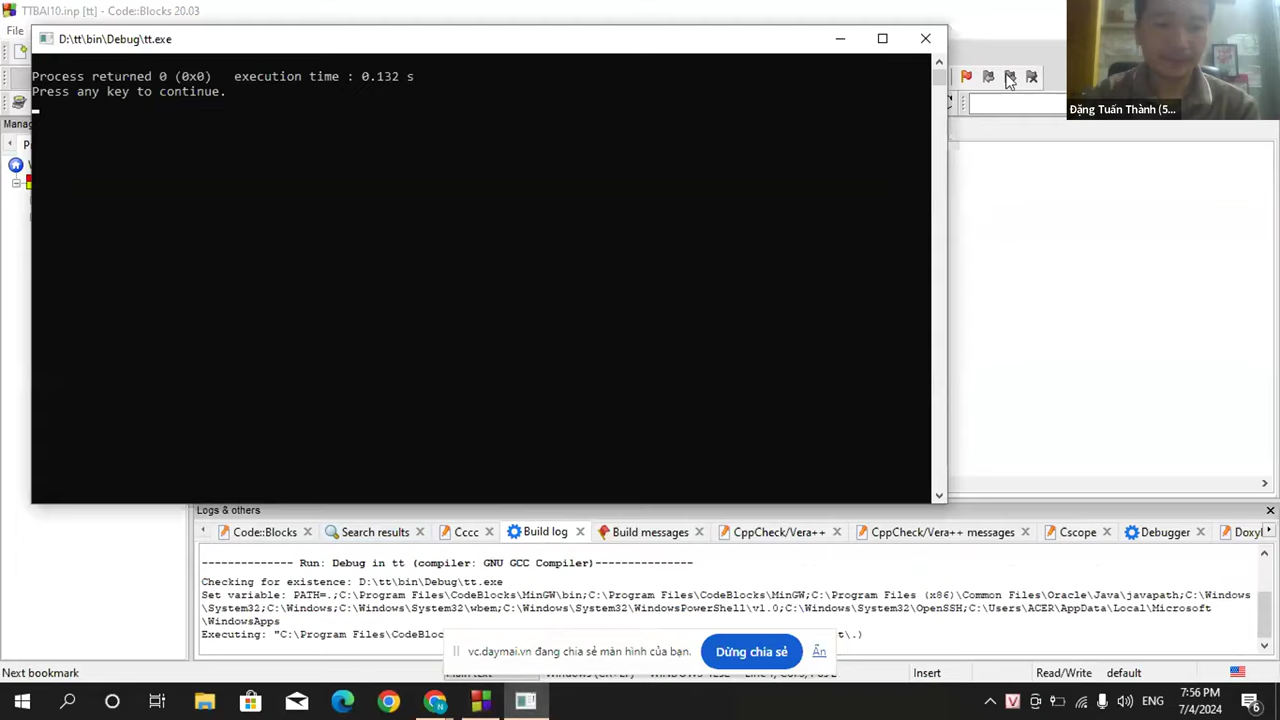 TTBAI10.inp [tt] - Code::Blocks 20.03
File
D:\tt\bin\Debug\tt.exe
Process returned 0 (0x0)   execution time : 0.132 s
Press any key to continue.
Đặng Tuấn Thành (5...
Logs & others
Code::Blocks
Search results
Cccc
Build log
Build messages
CppCheck/Vera++
CppCheck/Vera++ messages
Cscope
Debugger
-------------- Run: Debug in tt (compiler: GNU GCC Compiler)---------------
Checking for existence: D:\tt\bin\Debug\tt.exe
Set variable: PATH=.;C:\Program Files\CodeBlocks\MinGW\bin;C:\Program Files\CodeBlocks\MinGW;C:\Program Files (x86)\Common Files\Oracle\Java\javapath;C:\Windows
\System32;C:\Windows;C:\Windows\System32\wbem;C:\Windows\System32\WindowsPowerShell\v1.0;C:\Windows\System32\OpenSSH;C:\Users\ACER\AppData\Local\Microsoft
\WindowsApps
Executing: "C:\Program Files\CodeBloc
vc.daymai.vn đang chia sẻ màn hình của bạn.
Dừng chia sẻ
Ẩn
Next bookmark
Insert
Read/Write
default
ENG
7:56 PM
7/4/2024
6